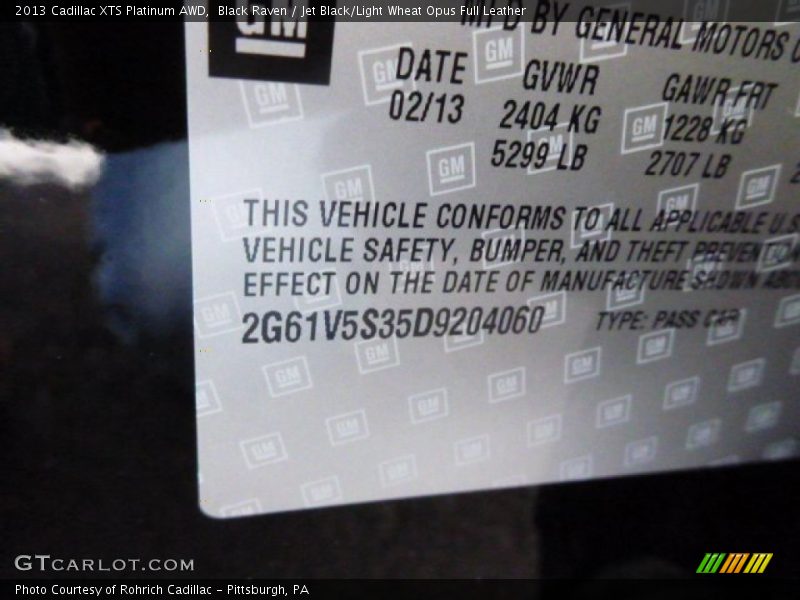 2013 Cadillac XTS Platinum AWD,  Black Raven / Jet Black/Light Wheat Opus Full Leather
GM
MFD BY GENERAL MOTORS
DATE GVWR GAWR FRT
02/13 2404 KG 1228 KG
5299 LB 2707 LB
THIS VEHICLE CONFORMS TO ALL APPLICABLE U.S
VEHICLE SAFETY, BUMPER, AND THEFT PREVEN
EFFECT ON THE DATE OF MANUFACTURE SHOWN ABO
2G61V5S35D9204060 TYPE: PASS CAR
GTCARLOT.COM
Photo Courtesy of Rohrich Cadillac - Pittsburgh, PA